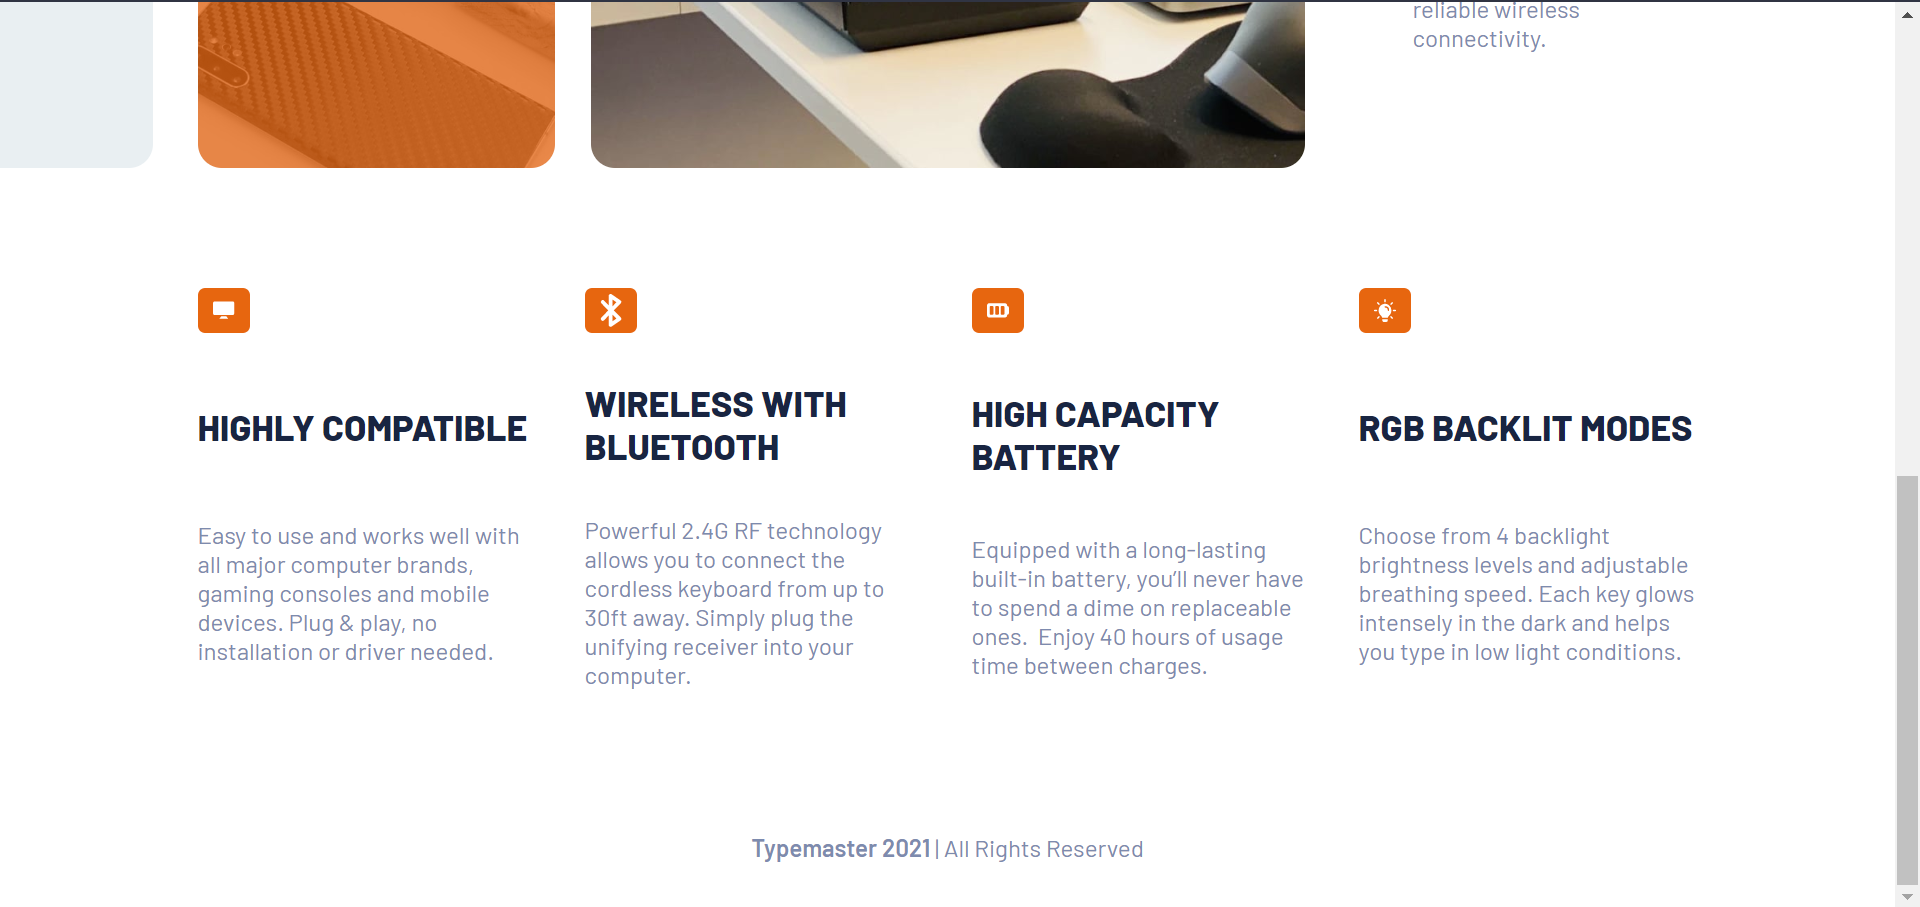 reliable wireless
connectivity.
HIGHLY COMPATIBLE
Easy to use and works well with
all major computer brands,
gaming consoles and mobile
devices. Plug & play, no
installation or driver needed.
WIRELESS WITH
BLUETOOTH
Powerful 2.4G RF technology
allows you to connect the
cordless keyboard from up to
30ft away. Simply plug the
unifying receiver into your
computer.
HIGH CAPACITY
BATTERY
Equipped with a long-lasting
built-in battery, you’ll never have
to spend a dime on replaceable
ones.  Enjoy 40 hours of usage
time between charges.
RGB BACKLIT MODES
Choose from 4 backlight
brightness levels and adjustable
breathing speed. Each key glows
intensely in the dark and helps
you type in low light conditions.
Typemaster 2021 | All Rights Reserved